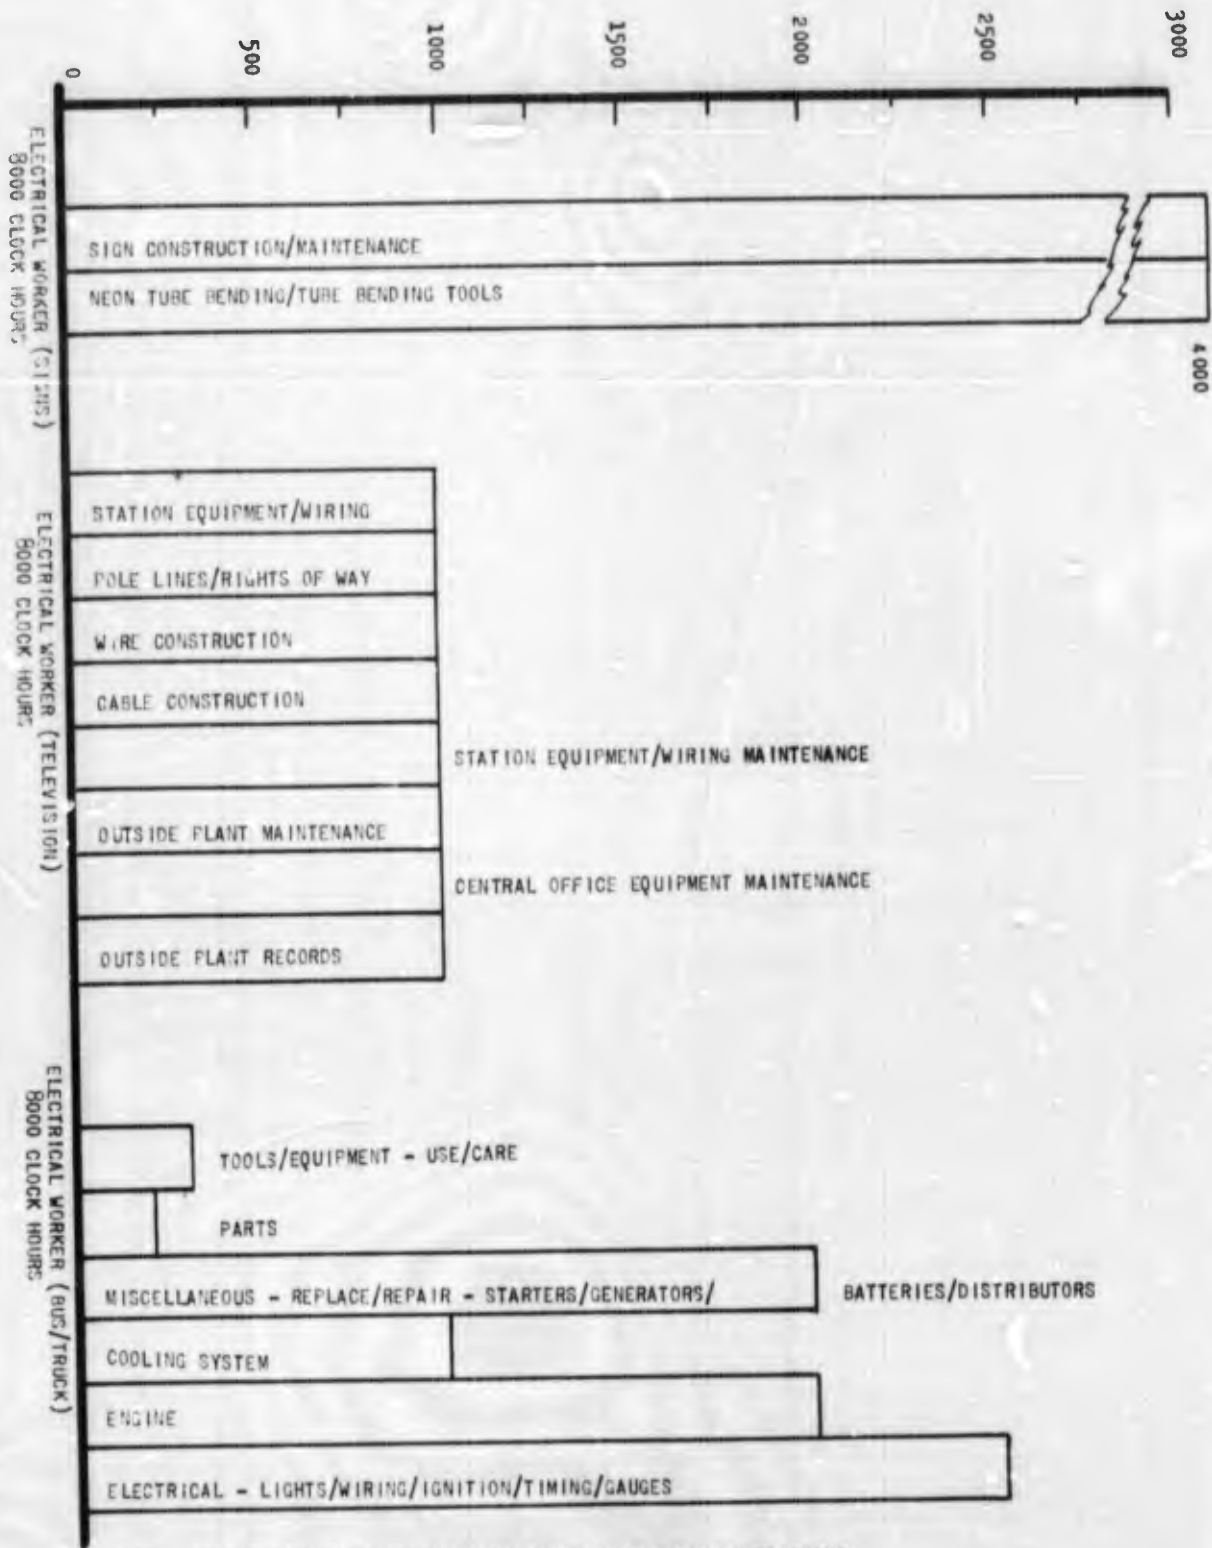 3000
2500
2000
1500
1000
500
0
ELECTRICAL WORKER (SIGNS)
8000 CLOCK HOURS
SIGN CONSTRUCTION/MAINTENANCE
NEON TUBE BENDING/TUBE BENDING TOOLS
4000
ELECTRICAL WORKER (TELEVISION)
8000 CLOCK HOURS
STATION EQUIPMENT/WIRING
POLE LINES/RIGHTS OF WAY
WIRE CONSTRUCTION
CABLE CONSTRUCTION
STATION EQUIPMENT/WIRING MAINTENANCE
OUTSIDE PLANT MAINTENANCE
CENTRAL OFFICE EQUIPMENT MAINTENANCE
OUTSIDE PLANT RECORDS
ELECTRICAL WORKER (BUS/TRUCK)
8000 CLOCK HOURS
TOOLS/EQUIPMENT - USE/CARE
PARTS
MISCELLANEOUS - REPLACE/REPAIR - STARTERS/GENERATORS/ BATTERIES/DISTRIBUTORS
COOLING SYSTEM
ENGINE
ELECTRICAL - LIGHTS/WIRING/IGNITION/TIMING/GAUGES